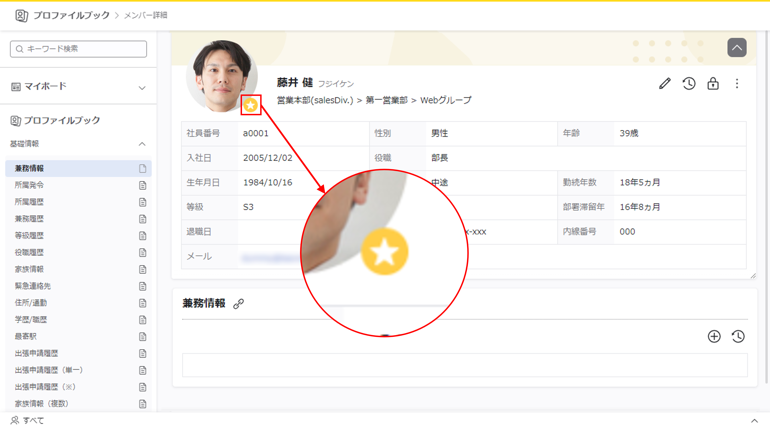 プロファイルブック > メンバー詳細
キーワード検索
マイボード
プロファイルブック
基礎情報
兼務情報
所属発令
所属履歴
兼務履歴
等級履歴
役職履歴
家族情報
緊急連絡先
住所/通勤
学歴/職歴
最寄駅
出張申請履歴
出張申請履歴（単一）
出張申請履歴（※）
家族情報（複数）
すべて
藤井 健 フジイケン
営業本部(salesDiv.) > 第一営業部 > Webグループ
社員番号 a0001 性別 男性 年齢 39歳
入社日 2005/12/02 役職 部長
生年月日 1984/10/16 中途 勤続年数 18年5ヵ月
等級 S3 部署滞留年 16年8ヵ月
退職日 x-xxx 内線番号 000
メール
兼務情報